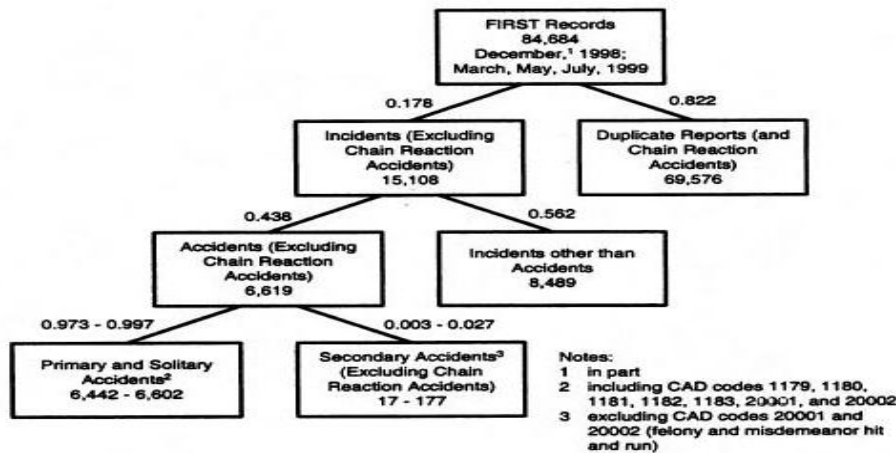 FIRST Records
84,684
December,¹ 1998;
March, May, July, 1999
0.178
0.822
Incidents (Excluding
Chain Reaction
Accidents)
15,108
Duplicate Reports (and
Chain Reaction
Accidents)
69,576
0.438
0.562
Accidents (Excluding
Chain Reaction
Accidents)
6,619
Incidents other than
Accidents
8,489
0.973 - 0.997
0.003 - 0.027
Primary and Solitary
Accidents²
6,442 - 6,602
Secondary Accidents³
(Excluding Chain
Reaction Accidents)
17 - 177
Notes:
1 in part
2 including CAD codes 1179, 1180,
1181, 1182, 1183, 20001, and 20002
3 excluding CAD codes 20001 and
20002 (felony and misdemeanor hit
and run)